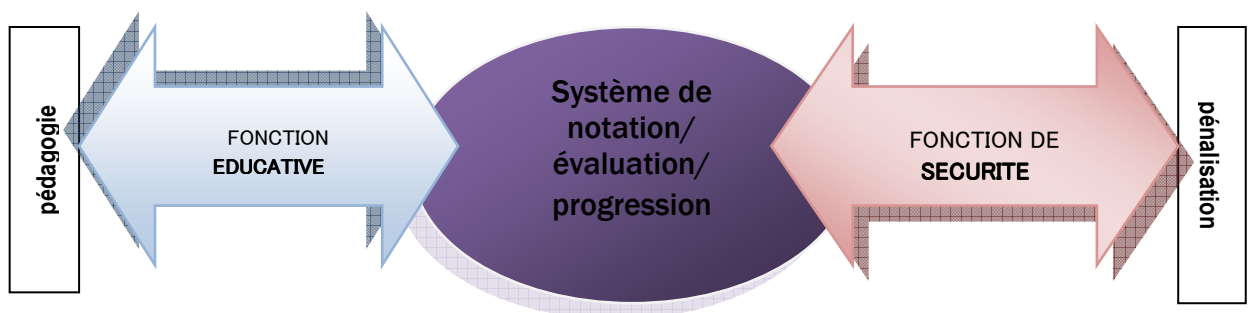 pédagogie
FONCTION
EDUCATIVE
Système de
notation/
évaluation/
progression
FONCTION DE
SECURITE
pénalisation